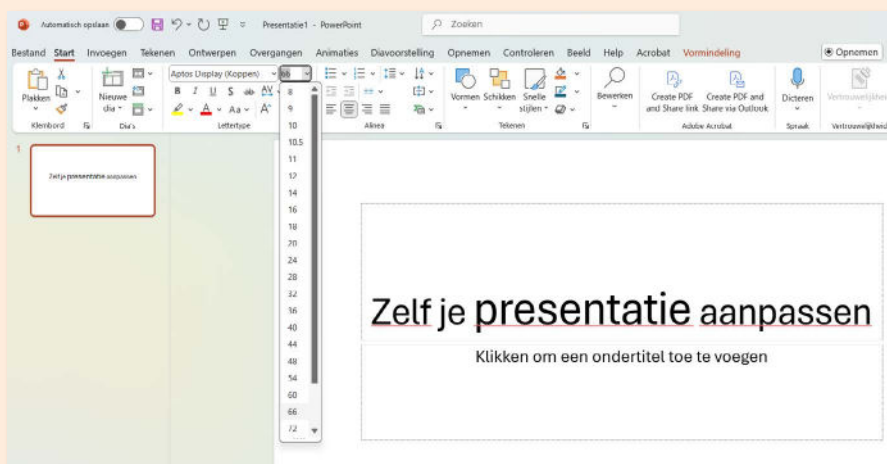 Automatisch opslaan Presentatie1 - PowerPoint Zoeken
Bestand Start Invoegen Tekenen Ontwerpen Overgangen Animaties Diavoorstelling Opnemen Controleren Beeld Help Acrobat Vormindeling Opnemen
Aptos Display (Koppen) 66
Plakken Nieuwe dia B I U S ab AV Vormen Schikken Snelle stijlen Bewerken Create PDF and Share link Create PDF and Share via Outlook Dicteren
A Aa A
Klembord Dia's Lettertype Alinea Tekenen Adobe Acrobat Spraak
8
9
10
10.5
11
12
14
16
18
20
24
28
32
36
40
44
48
54
60
66
72
1
Zelf je presentatie aanpassen
Zelf je presentatie aanpassen
Klikken om een ondertitel toe te voegen